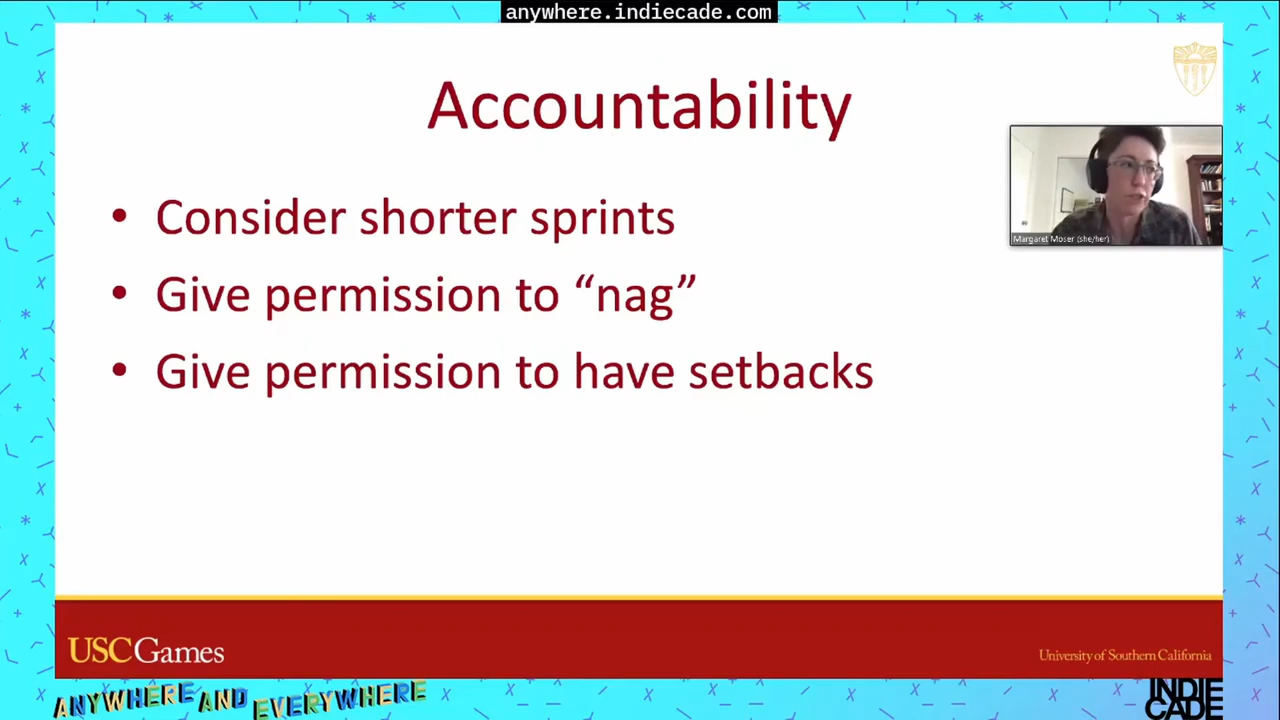 anywhere.indiecade.com
Accountability
Margaret Moser (she/her)
• Consider shorter sprints
• Give permission to “nag”
• Give permission to have setbacks
USCGames
University of Southern California
ANYWHERE AND EVERYWHERE
INDIE
CADE